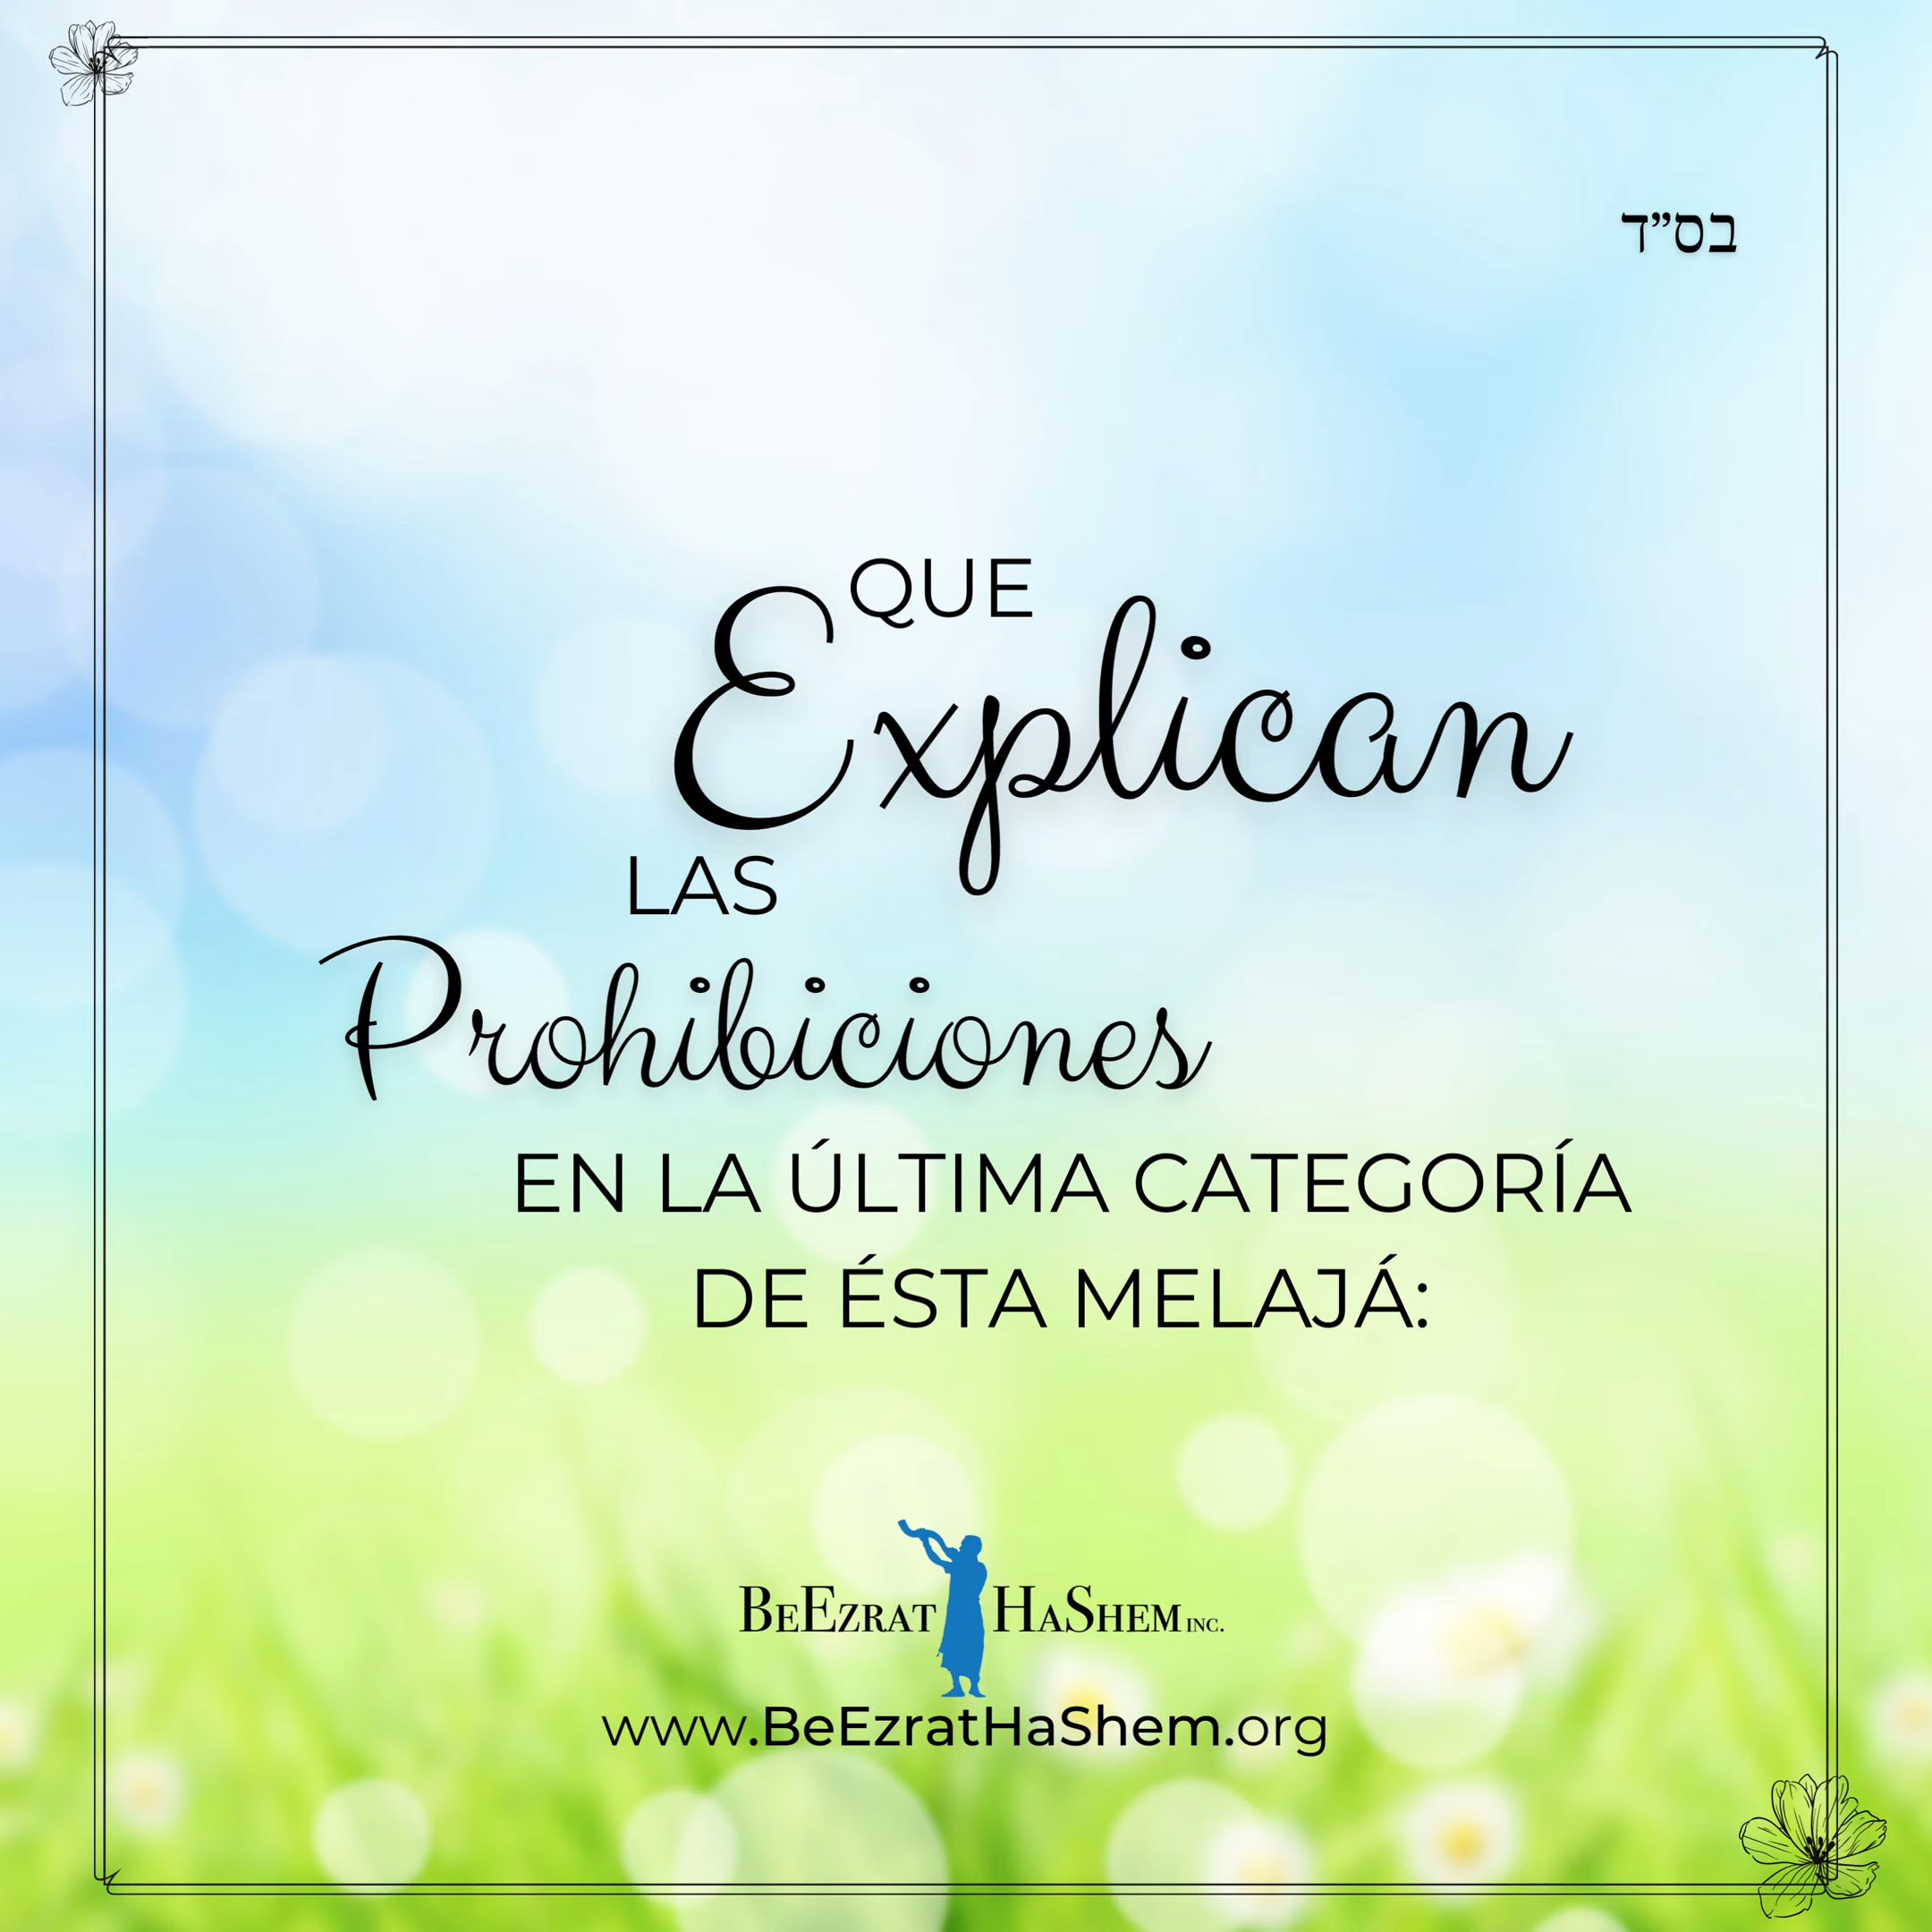 בס”ד
QUE
Explican
LAS
Prohibiciones
EN LA ÚLTIMA CATEGORÍA
DE ÉSTA MELAJÁ:
BEEZRAT HASHEM INC.
www.BeEzratHaShem.org